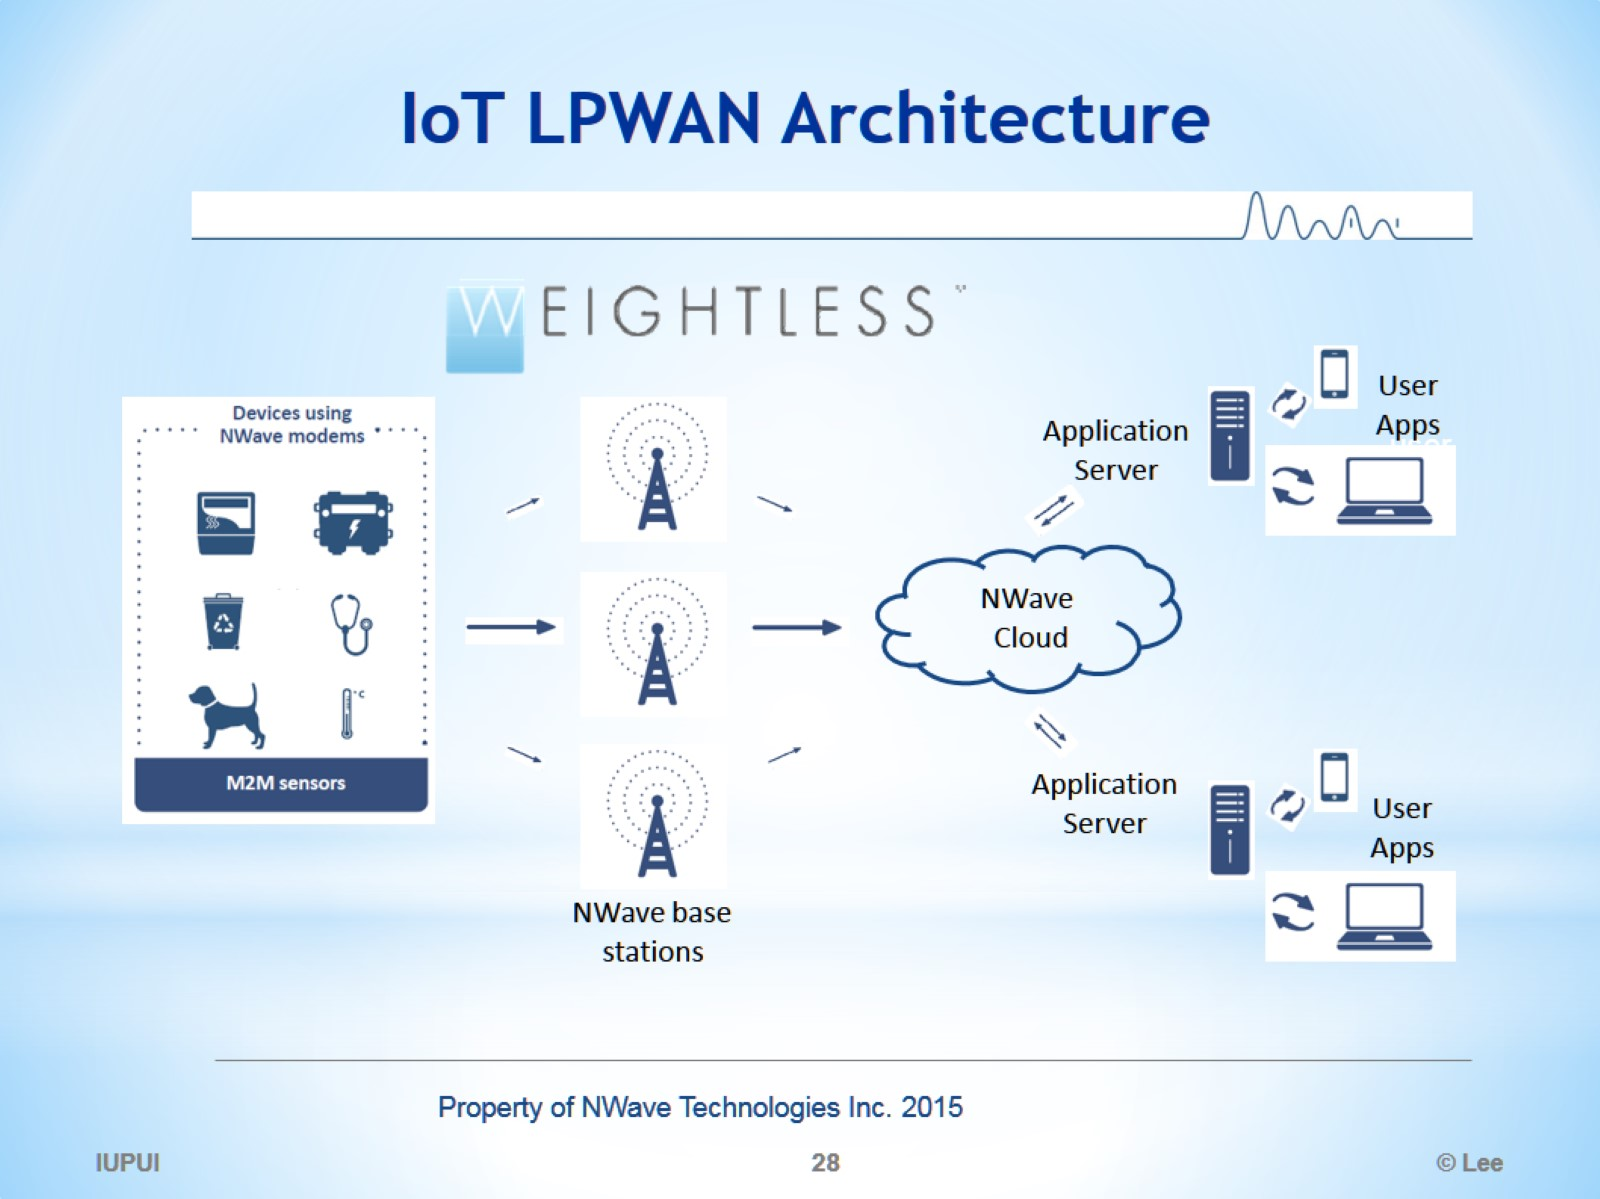 IoT LPWAN Architecture
WEIGHTLESS
Devices using
NWave modems
°C
M2M sensors
NWave base
stations
NWave
Cloud
Application
Server
User
Apps
Application
Server
User
Apps
Property of NWave Technologies Inc. 2015
IUPUI
28
© Lee